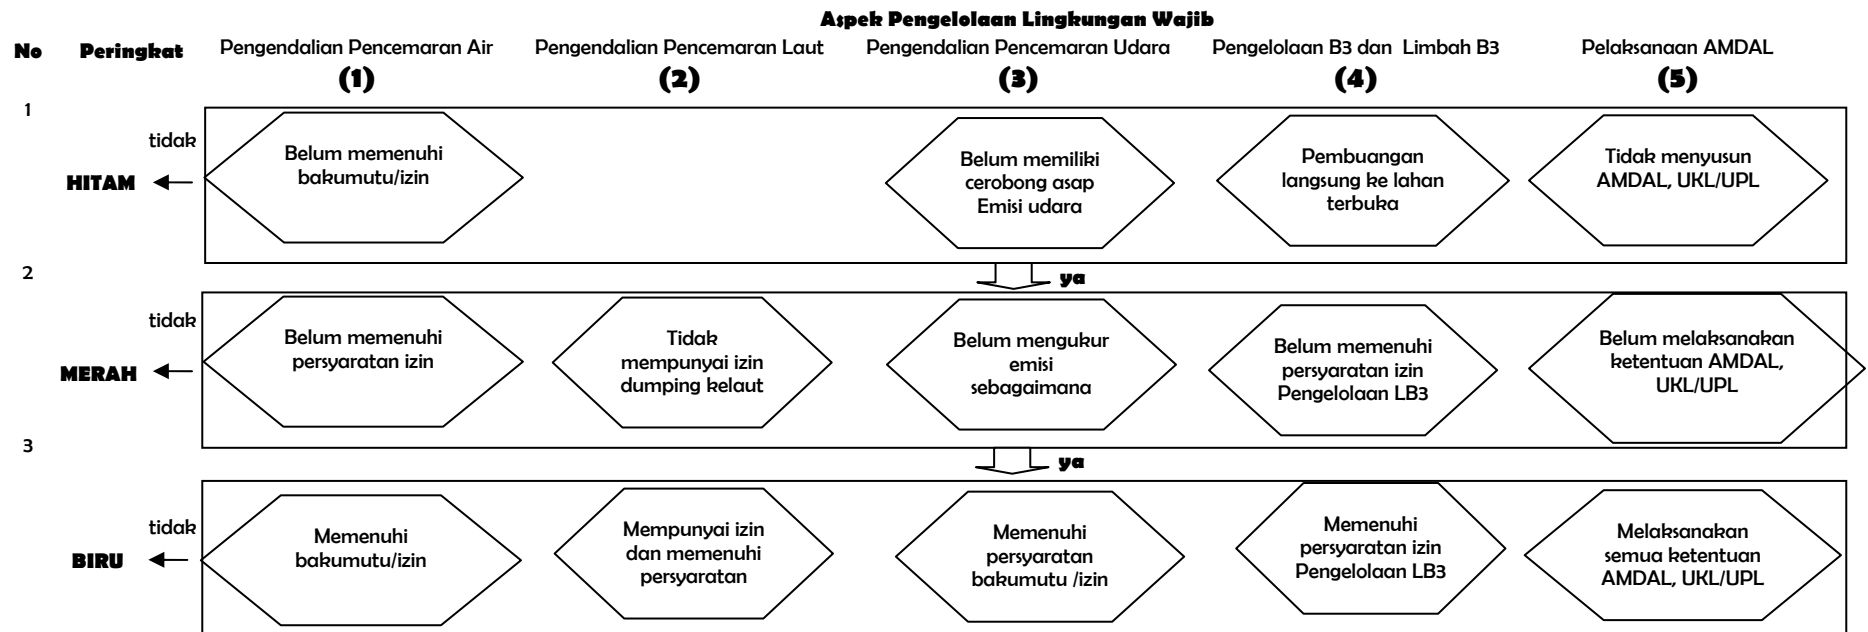 Aspek Pengelolaan Lingkungan Wajib
No Peringkat Pengendalian Pencemaran Air Pengendalian Pencemaran Laut Pengendalian Pencemaran Udara Pengelolaan B3 dan Limbah B3 Pelaksanaan AMDAL
(1) (2) (3) (4) (5)
1
tidak
HITAM
Belum memenuhi
bakumutu/izin
Belum memiliki
cerobong asap
Emisi udara
Pembuangan
langsung ke lahan
terbuka
Tidak menyusun
AMDAL, UKL/UPL
ya
2
tidak
MERAH
Belum memenuhi
persyaratan izin
Tidak
mempunyai izin
dumping kelaut
Belum mengukur
emisi
sebagaimana
Belum memenuhi
persyaratan izin
Pengelolaan LB3
Belum melaksanakan
ketentuan AMDAL,
UKL/UPL
ya
3
tidak
BIRU
Memenuhi
bakumutu/izin
Mempunyai izin
dan memenuhi
persyaratan
Memenuhi
persyaratan
bakumutu /izin
Memenuhi
persyaratan izin
Pengelolaan LB3
Melaksanakan
semua ketentuan
AMDAL, UKL/UPL